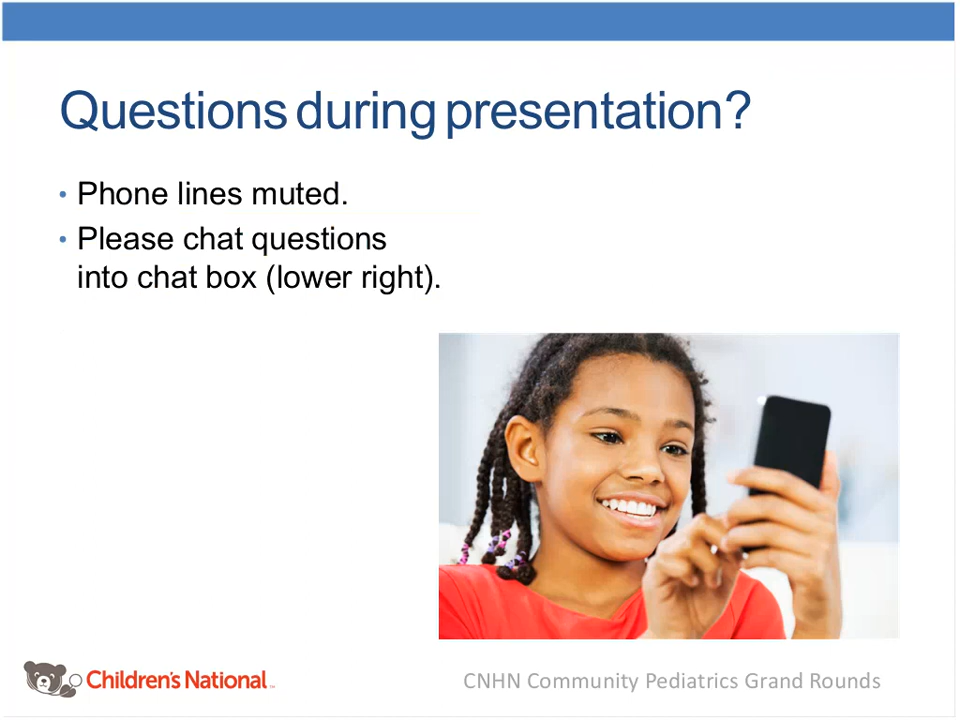 Questions during presentation?
• Phone lines muted.
• Please chat questions
into chat box (lower right).
Children's National™
CNHN Community Pediatrics Grand Rounds